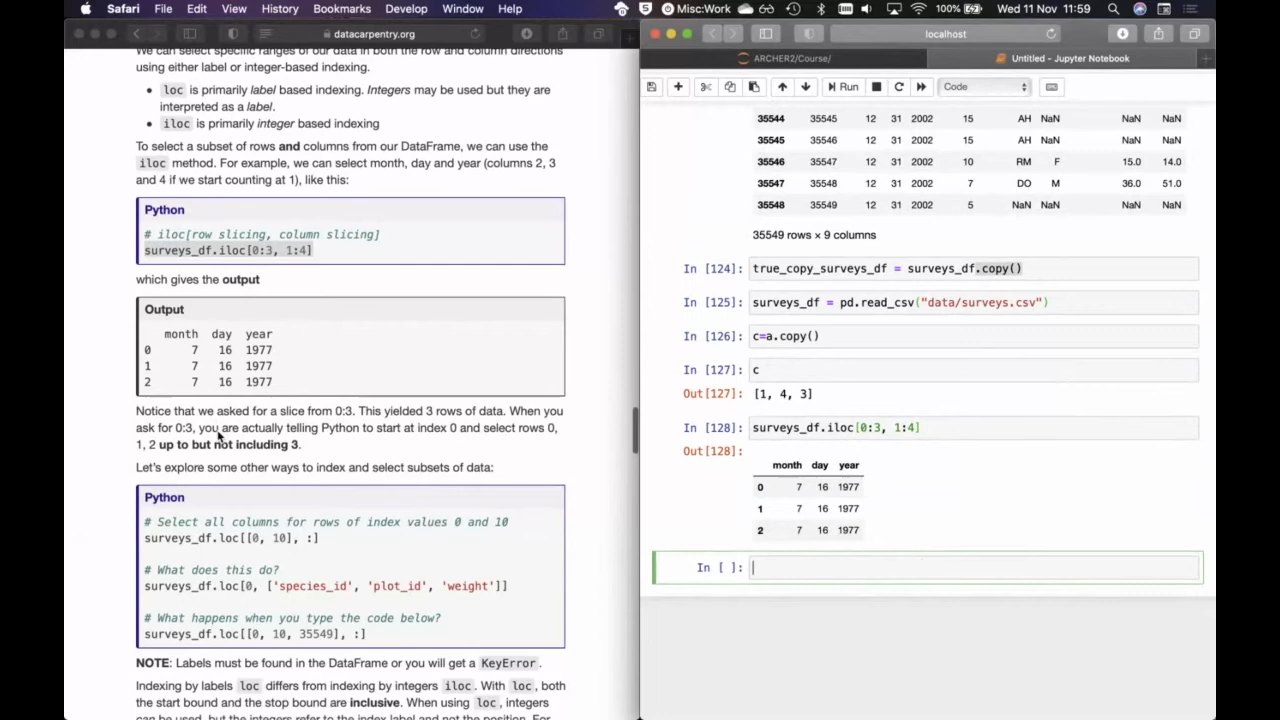 Safari File Edit View History Bookmarks Develop Window Help Misc:Work 100% Wed 11 Nov 11:59
datacarpentry.org
We can select specific ranges of our data in both the row and column directions
using either label or integer-based indexing.
• loc is primarily label based indexing. Integers may be used but they are
interpreted as a label.
• iloc is primarily integer based indexing
To select a subset of rows and columns from our DataFrame, we can use the
iloc method. For example, we can select month, day and year (columns 2, 3
and 4 if we start counting at 1), like this:
Python
# iloc[row slicing, column slicing]
surveys_df.iloc[0:3, 1:4]
which gives the output
Output
month day year
0 7 16 1977
1 7 16 1977
2 7 16 1977
Notice that we asked for a slice from 0:3. This yielded 3 rows of data. When you
ask for 0:3, you are actually telling Python to start at index 0 and select rows 0,
1, 2 up to but not including 3.
Let's explore some other ways to index and select subsets of data:
Python
# Select all columns for rows of index values 0 and 10
surveys_df.loc[[0, 10], :]
# What does this do?
surveys_df.loc[0, ['species_id', 'plot_id', 'weight']]
# What happens when you type the code below?
surveys_df.loc[[0, 10, 35549], :]
NOTE: Labels must be found in the DataFrame or you will get a KeyError.
Indexing by labels loc differs from indexing by integers iloc. With loc, both
the start bound and the stop bound are inclusive. When using loc, integers
can be used, but the integers refer to the index label and not the position. For
localhost
ARCHER2/Course/ Untitled - Jupyter Notebook
Run Code
35544 35545 12 31 2002 15 AH NaN NaN NaN
35545 35546 12 31 2002 15 AH NaN NaN NaN
35546 35547 12 31 2002 10 RM F 15.0 14.0
35547 35548 12 31 2002 7 DO M 36.0 51.0
35548 35549 12 31 2002 5 NaN NaN NaN NaN
35549 rows × 9 columns
In [124]: true_copy_surveys_df = surveys_df.copy()
In [125]: surveys_df = pd.read_csv("data/surveys.csv")
In [126]: c=a.copy()
In [127]: c
Out[127]: [1, 4, 3]
In [128]: surveys_df.iloc[0:3, 1:4]
Out[128]:
month day year
0 7 16 1977
1 7 16 1977
2 7 16 1977
In [ ]: